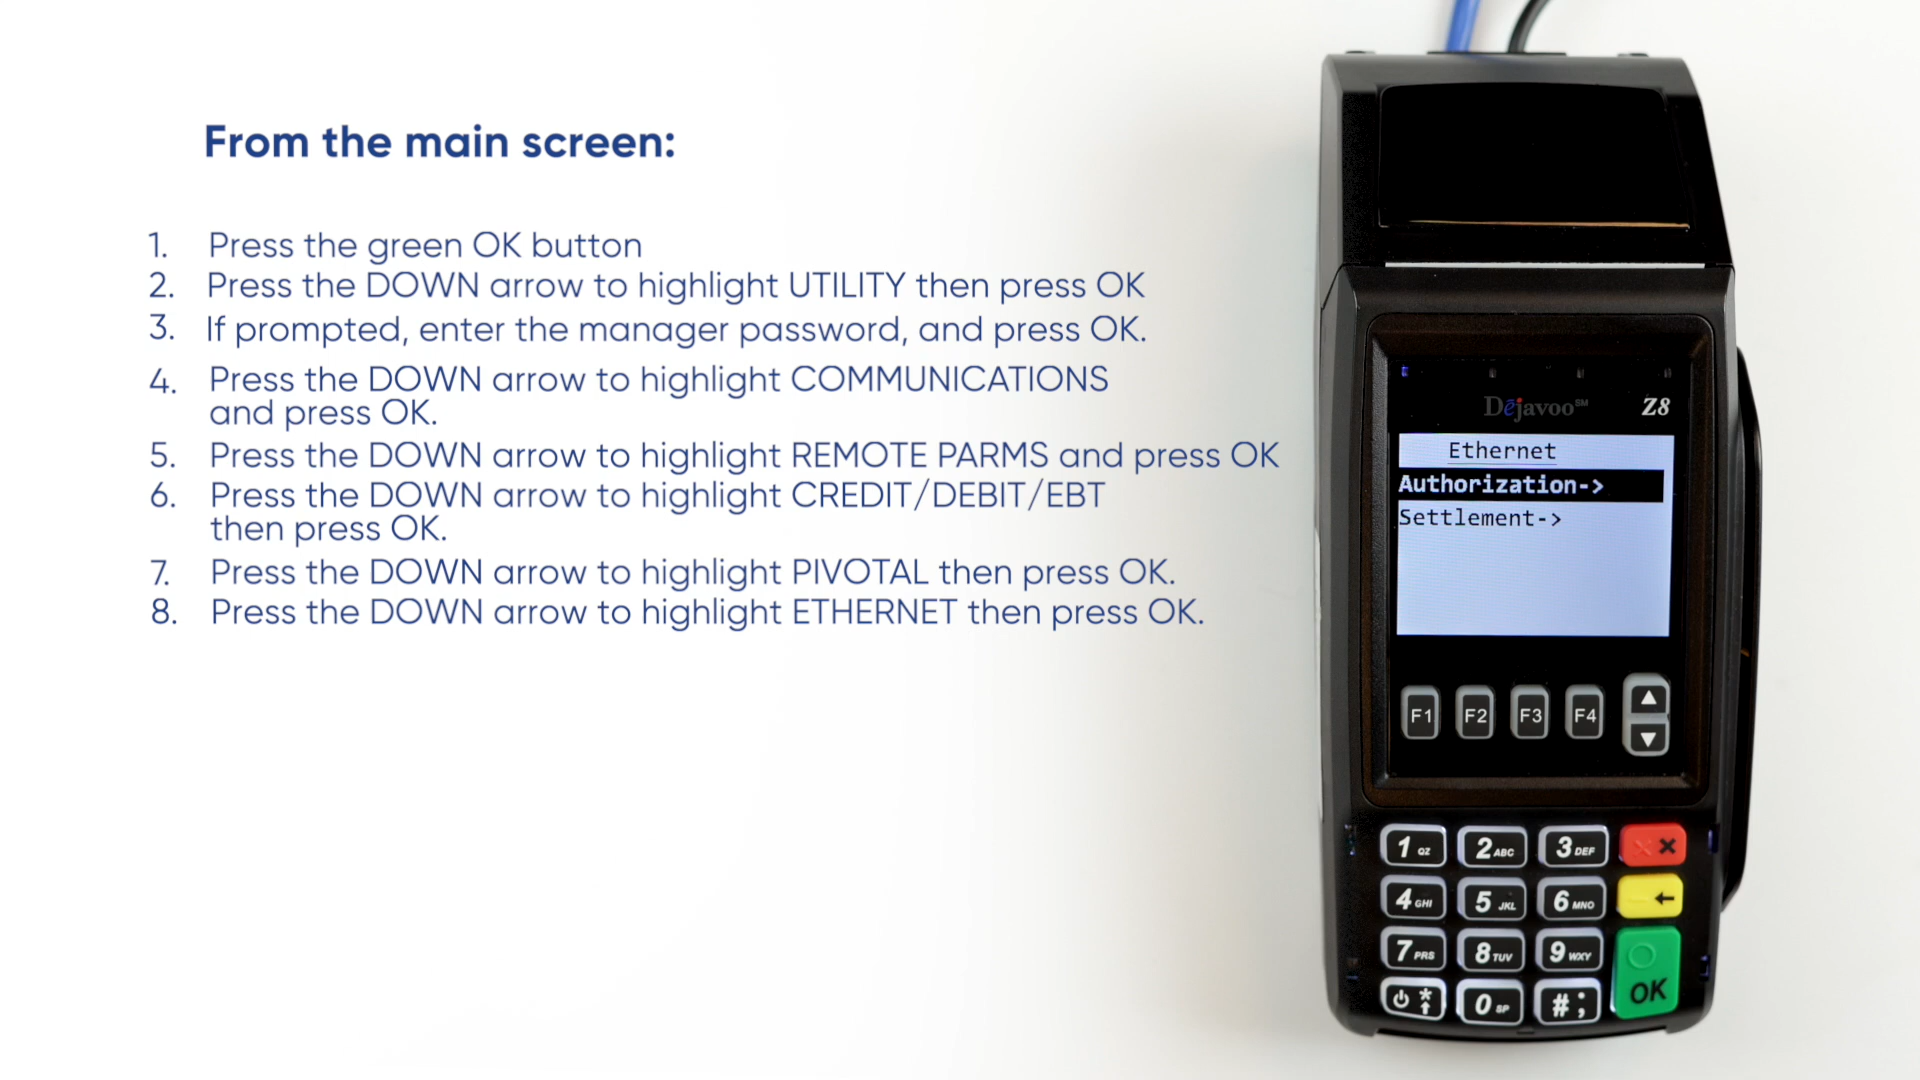 From the main screen:
1. Press the green OK button
2. Press the DOWN arrow to highlight UTILITY then press OK
3. If prompted, enter the manager password, and press OK.
4. Press the DOWN arrow to highlight COMMUNICATIONS
and press OK.
5. Press the DOWN arrow to highlight REMOTE PARMS and press OK
6. Press the DOWN arrow to highlight CREDIT/DEBIT/EBT
then press OK.
7. Press the DOWN arrow to highlight PIVOTAL then press OK.
8. Press the DOWN arrow to highlight ETHERNET then press OK.
Dējavoo℠ Z8
Ethernet
Authorization->
Settlement->
F1 F2 F3 F4
1 QZ 2 ABC 3 DEF
4 GHI 5 JKL 6 MNO
7 PRS 8 TUV 9 WXY
* 0 SP # ;
OK